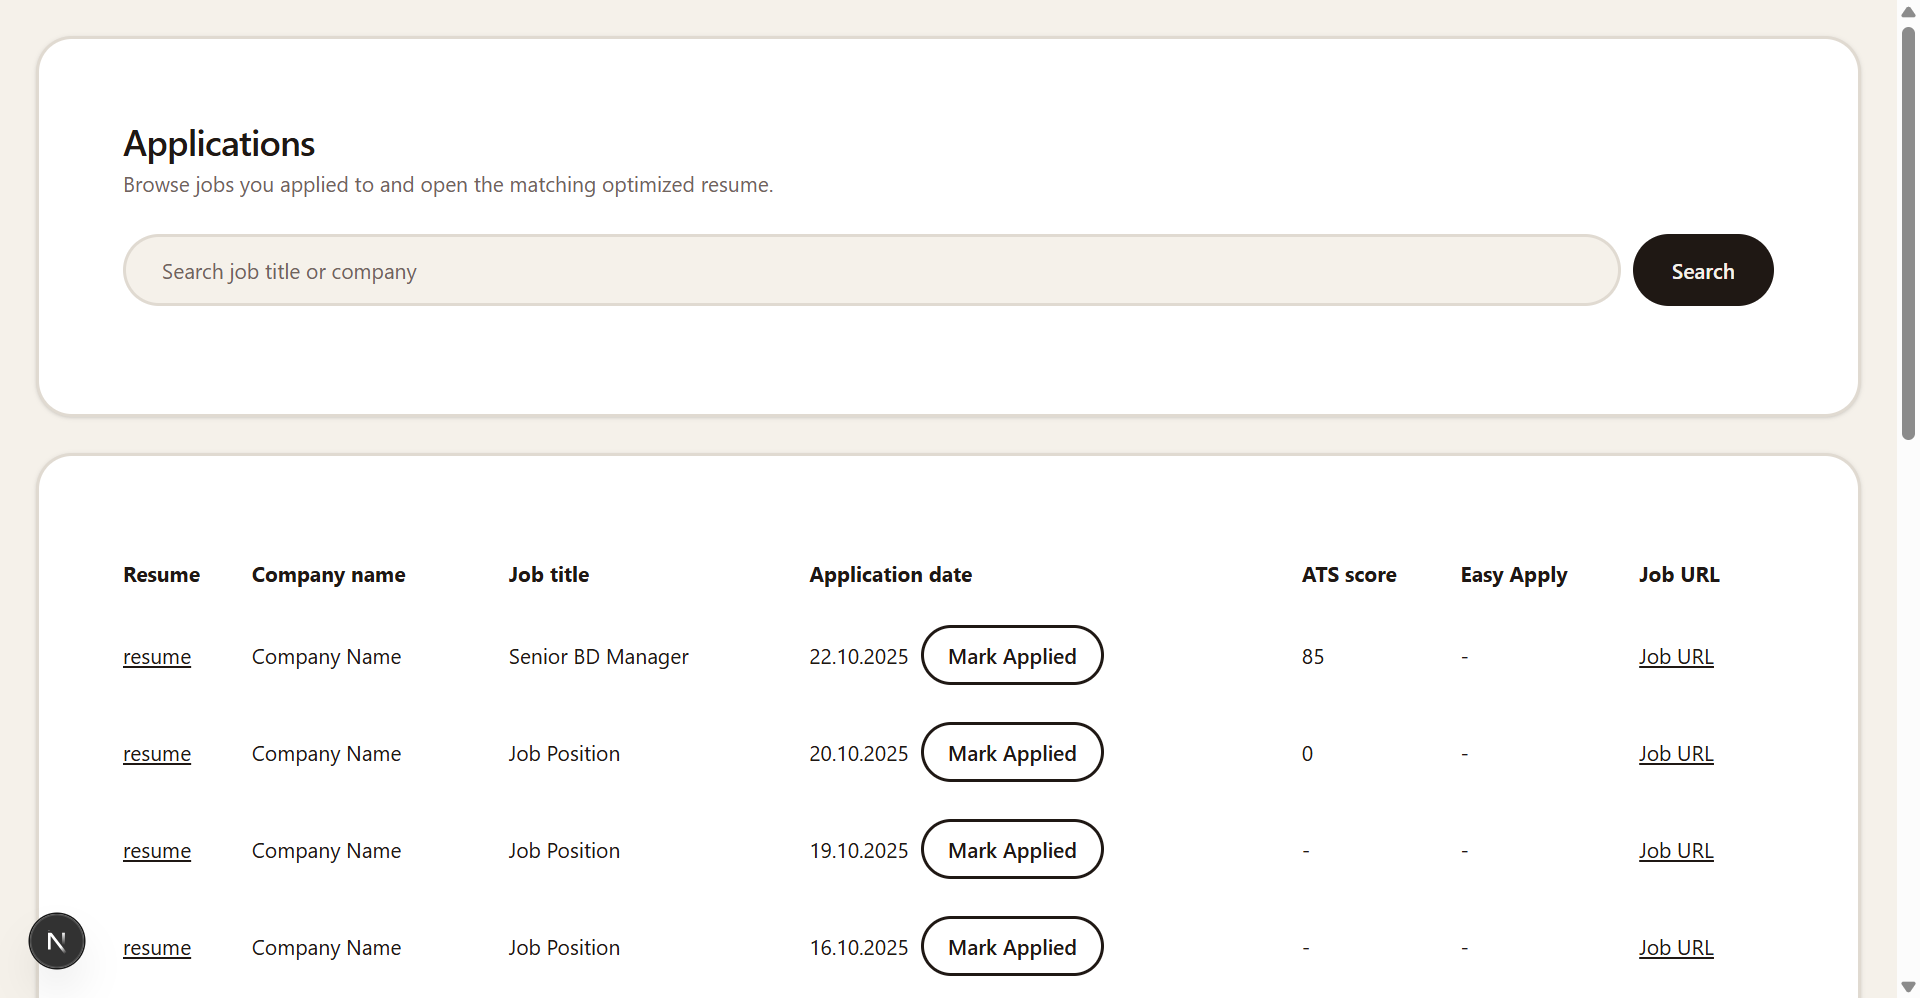 Applications
Browse jobs you applied to and open the matching optimized resume.
Search job title or company
Search
Resume Company name Job title Application date ATS score Easy Apply Job URL
resume Company Name Senior BD Manager 22.10.2025 Mark Applied 85 - Job URL
resume Company Name Job Position 20.10.2025 Mark Applied 0 - Job URL
resume Company Name Job Position 19.10.2025 Mark Applied - - Job URL
resume Company Name Job Position 16.10.2025 Mark Applied - - Job URL
N